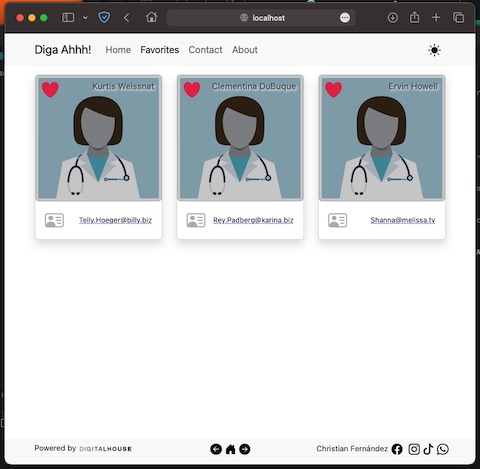 localhost
Diga Ahhh! Home Favorites Contact About
Kurtis Weissnat Clementina DuBuque Ervin Howell
Telly.Hoeger@billy.biz Rey.Padberg@karina.biz Shanna@melissa.tv
Powered by DIGITALHOUSE Christian Fernández